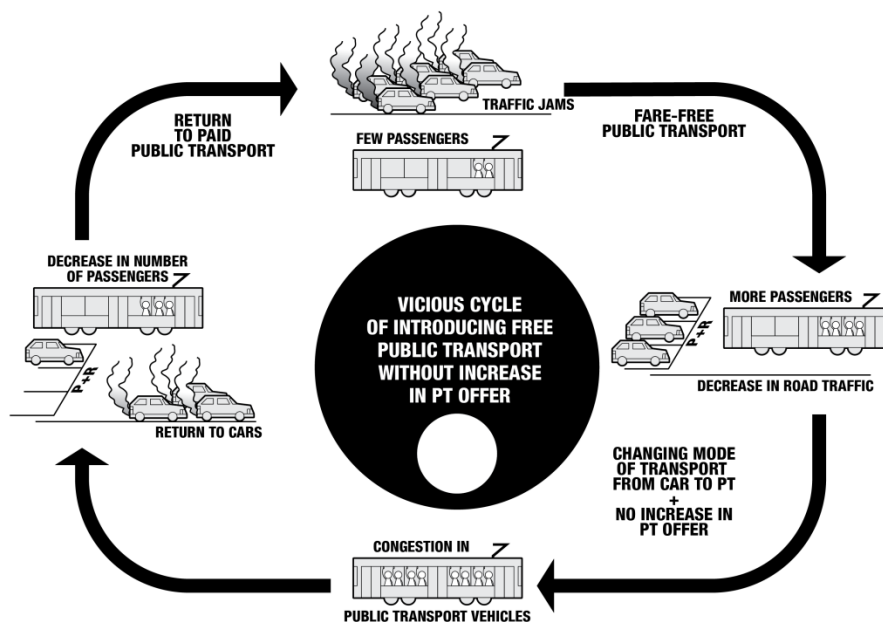 TRAFFIC JAMS
FEW PASSENGERS
FARE-FREE
PUBLIC TRANSPORT
MORE PASSENGERS
P+R
DECREASE IN ROAD TRAFFIC
CHANGING MODE
OF TRANSPORT
FROM CAR TO PT
+
NO INCREASE IN
PT OFFER
CONGESTION IN
PUBLIC TRANSPORT VEHICLES
DECREASE IN NUMBER
OF PASSENGERS
P+R
RETURN TO CARS
RETURN
TO PAID
PUBLIC TRANSPORT
VICIOUS CYCLE
OF INTRODUCING FREE
PUBLIC TRANSPORT
WITHOUT INCREASE
IN PT OFFER